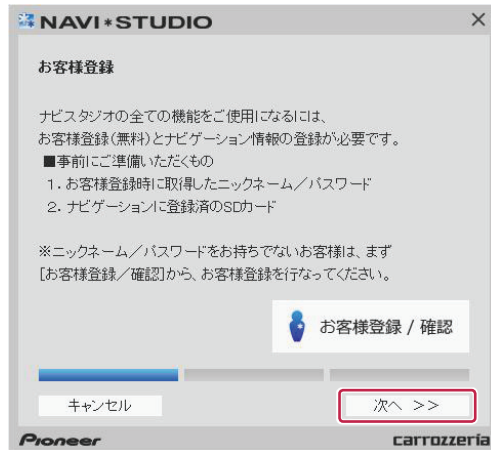 NAVI*STUDIO
お客様登録
ナビスタジオの全ての機能をご使用になるには、
お客様登録(無料)とナビゲーション情報の登録が必要です。
■事前にご準備いただくもの
1．お客様登録時に取得したニックネーム／パスワード
2．ナビゲーションに登録済のSDカード
※ニックネーム／パスワードをお持ちでないお客様は、まず
[お客様登録／確認]から、お客様登録を行なってください。
お客様登録 / 確認
キャンセル
次へ >>
Pioneer
carrozzeria